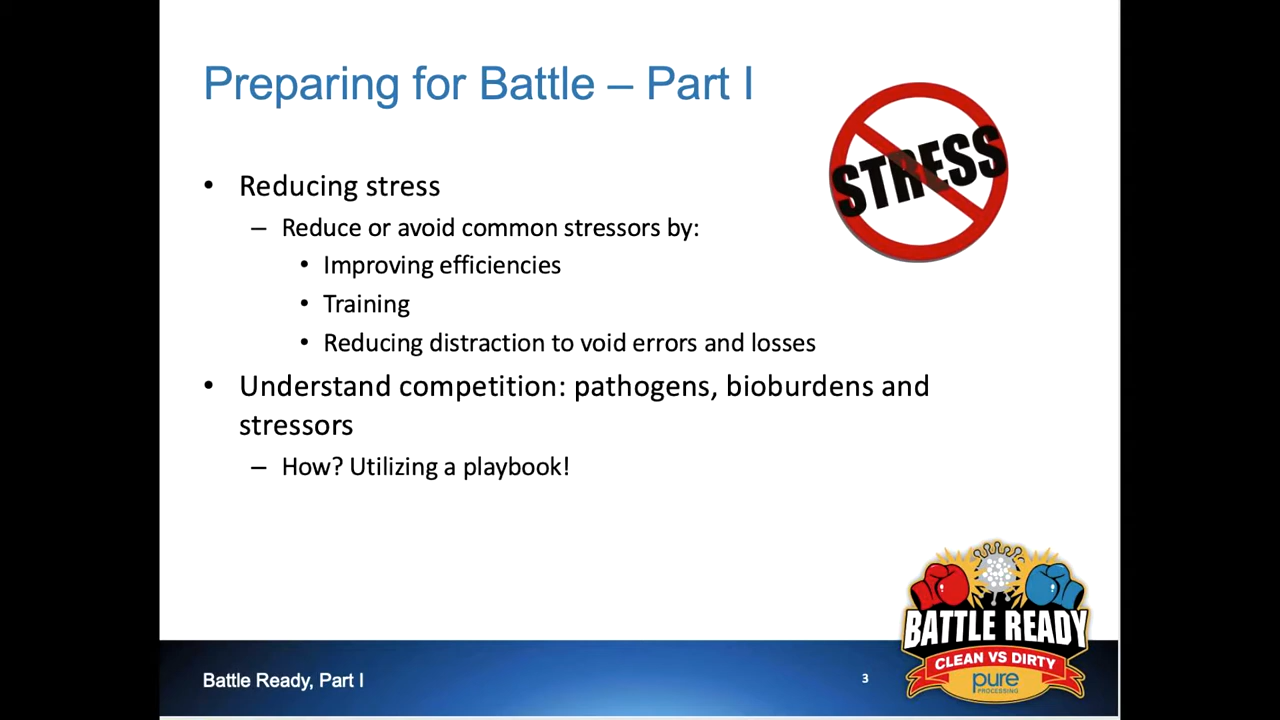 Preparing for Battle – Part I
STRESS
• Reducing stress
– Reduce or avoid common stressors by:
• Improving efficiencies
• Training
• Reducing distraction to void errors and losses
• Understand competition: pathogens, bioburdens and
stressors
– How? Utilizing a playbook!
BATTLE READY
CLEAN VS DIRTY
pure
PROCESSING
Battle Ready, Part I
3